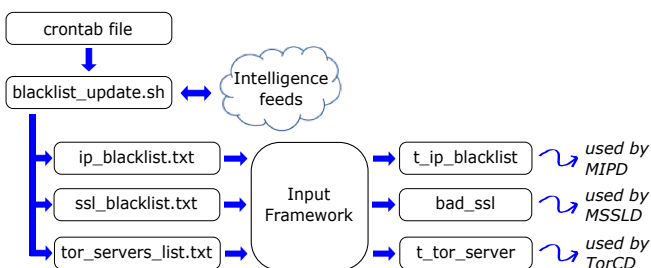 crontab file
blacklist_update.sh
Intelligence
feeds
ip_blacklist.txt
t_ip_blacklist
used by
MIPD
ssl_blacklist.txt
Input
Framework
bad_ssl
used by
MSSLD
tor_servers_list.txt
t_tor_server
used by
TorCD